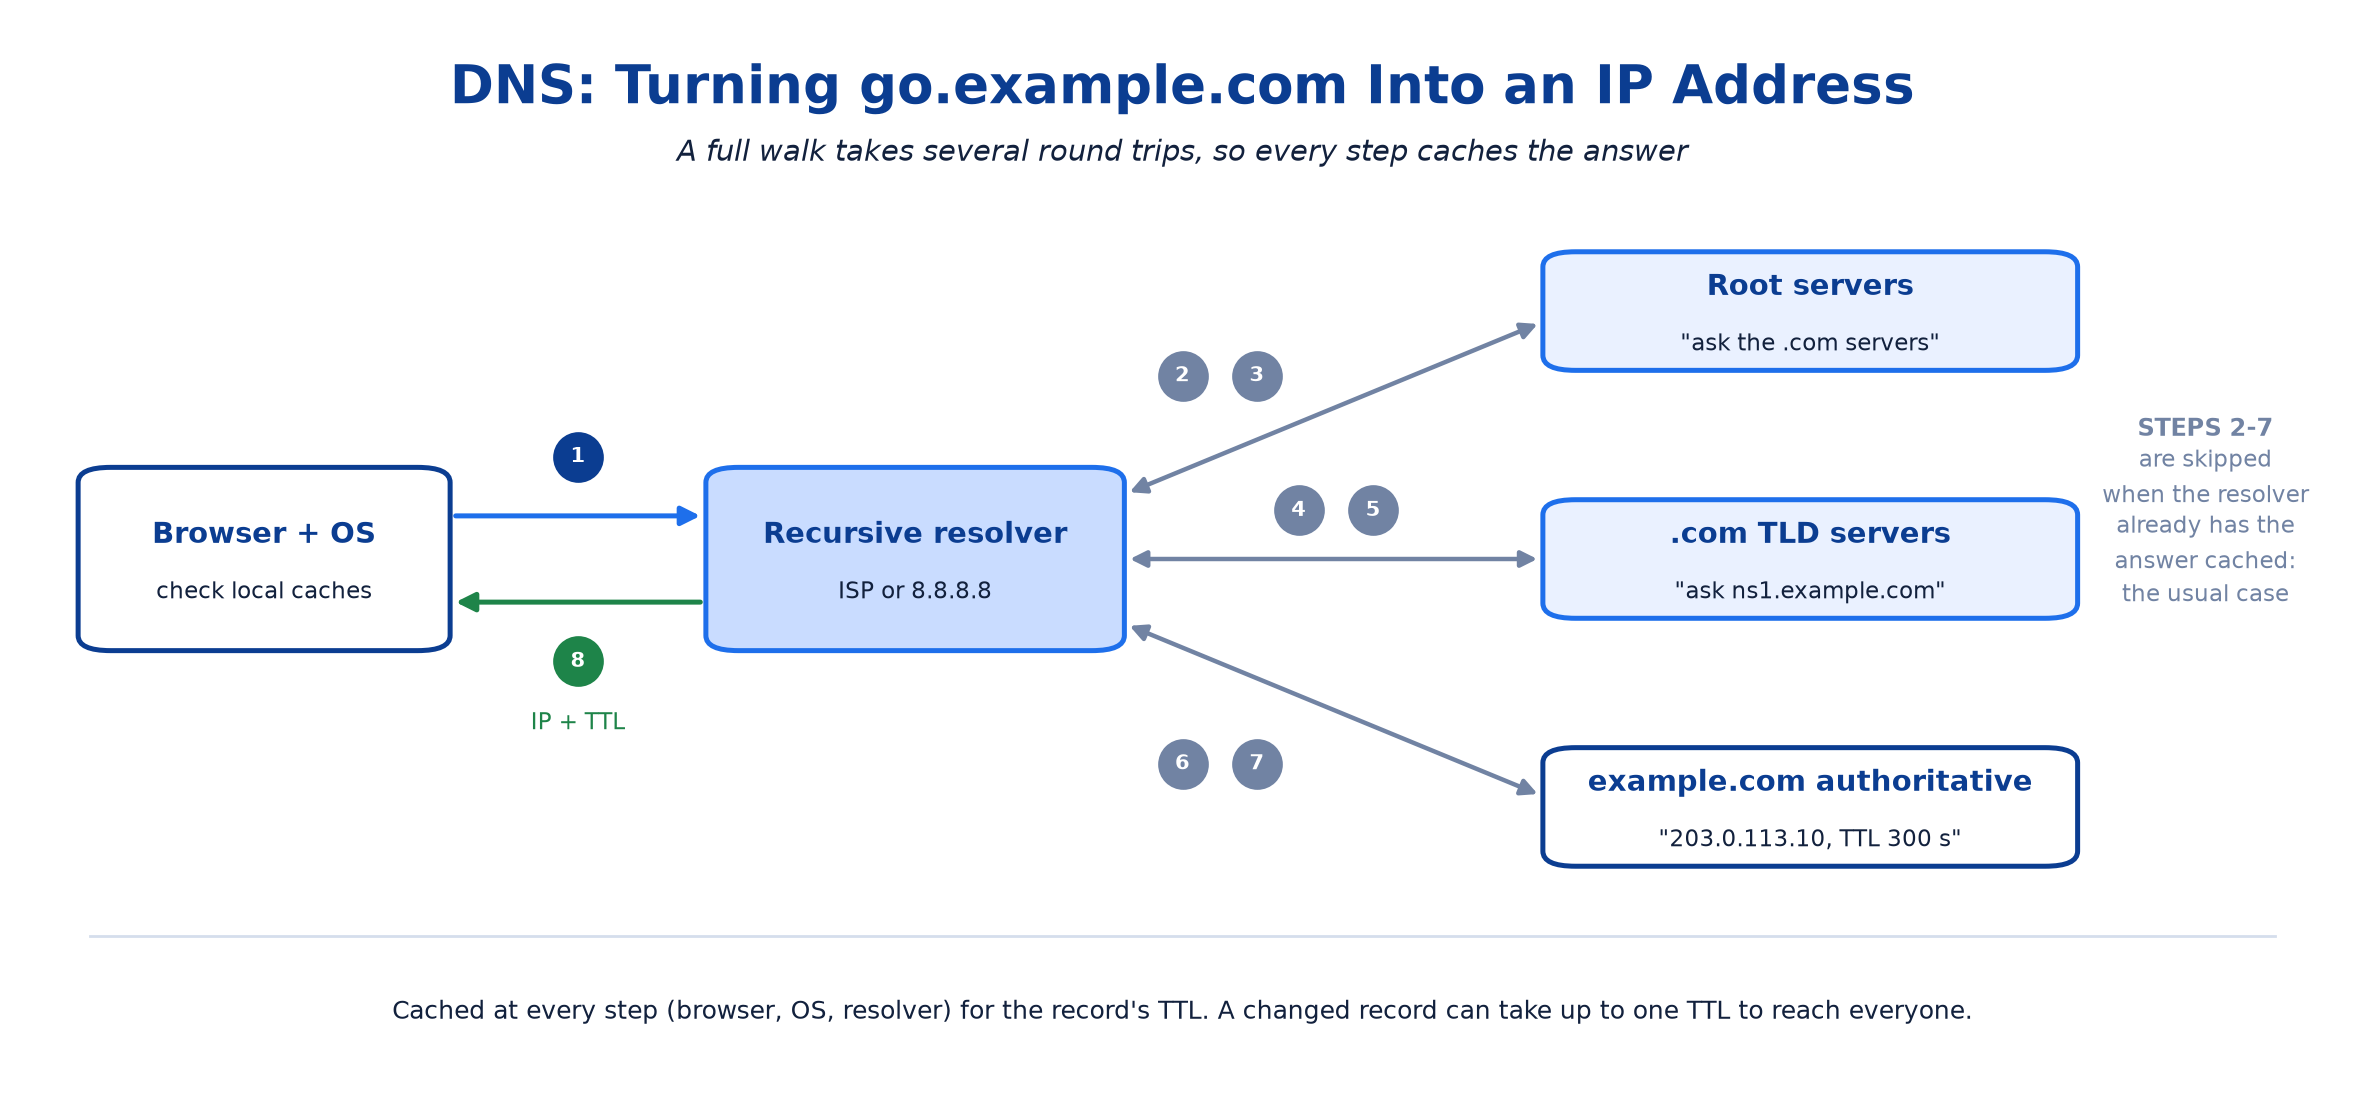 DNS: Turning go.example.com Into an IP Address
A full walk takes several round trips, so every step caches the answer
Browser + OS
check local caches
1
8
IP + TTL
Recursive resolver
ISP or 8.8.8.8
2 3
4 5
6 7
Root servers
"ask the .com servers"
.com TLD servers
"ask ns1.example.com"
example.com authoritative
"203.0.113.10, TTL 300 s"
STEPS 2-7
are skipped
when the resolver
already has the
answer cached:
the usual case
Cached at every step (browser, OS, resolver) for the record's TTL. A changed record can take up to one TTL to reach everyone.